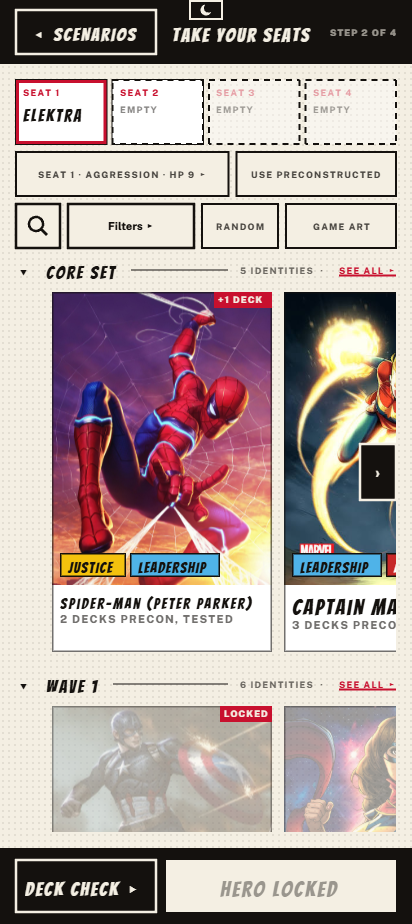 ◂ SCENARIOS
TAKE YOUR SEATS
STEP 2 OF 4
SEAT 1
ELEKTRA
SEAT 2
EMPTY
SEAT 3
EMPTY
SEAT 4
EMPTY
SEAT 1 · AGGRESSION · HP 9 ▸
USE PRECONSTRUCTED
Filters ▸
RANDOM
GAME ART
▾ CORE SET
5 IDENTITIES ·
SEE ALL ▸
+1 DECK
JUSTICE
LEADERSHIP
SPIDER-MAN (PETER PARKER)
2 DECKS PRECON, TESTED
›
MARVEL
LEADERSHIP
CAPTAIN MA
3 DECKS PRECO
▾ WAVE 1
6 IDENTITIES ·
SEE ALL ▸
LOCKED
DECK CHECK ▸
HERO LOCKED